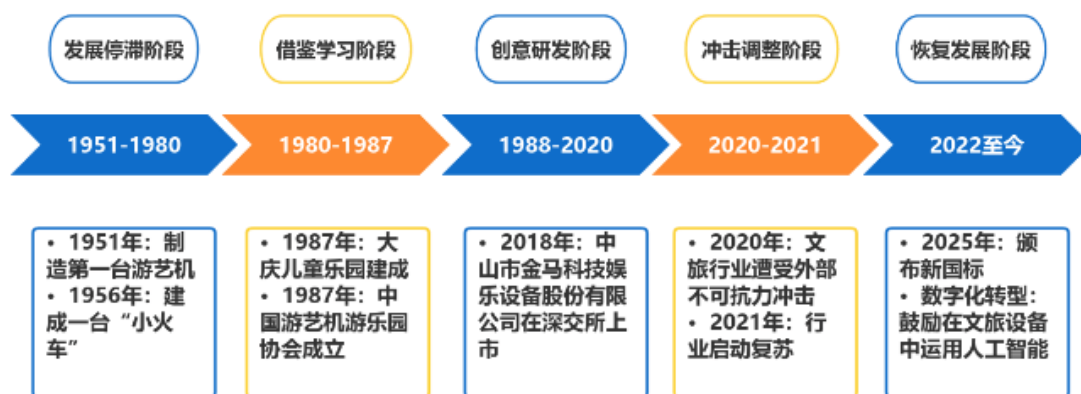 发展停滞阶段
借鉴学习阶段
创意研发阶段
冲击调整阶段
恢复发展阶段
1951-1980
1980-1987
1988-2020
2020-2021
2022至今
• 1951年：制
造第一台游艺机
• 1956年：建
成一台“小火
车”
• 1987年：大
庆儿童乐园建成
• 1987年：中
国游艺机游乐园
协会成立
• 2018年：中
山市金马科技娱
乐设备股份有限
公司在深交所上
市
• 2020年：文
旅行业遭受外部
不可抗力冲击
• 2021年：行
业启动复苏
• 2025年：颁
布新国标
• 数字化转型：
鼓励在文旅设备
中运用人工智能